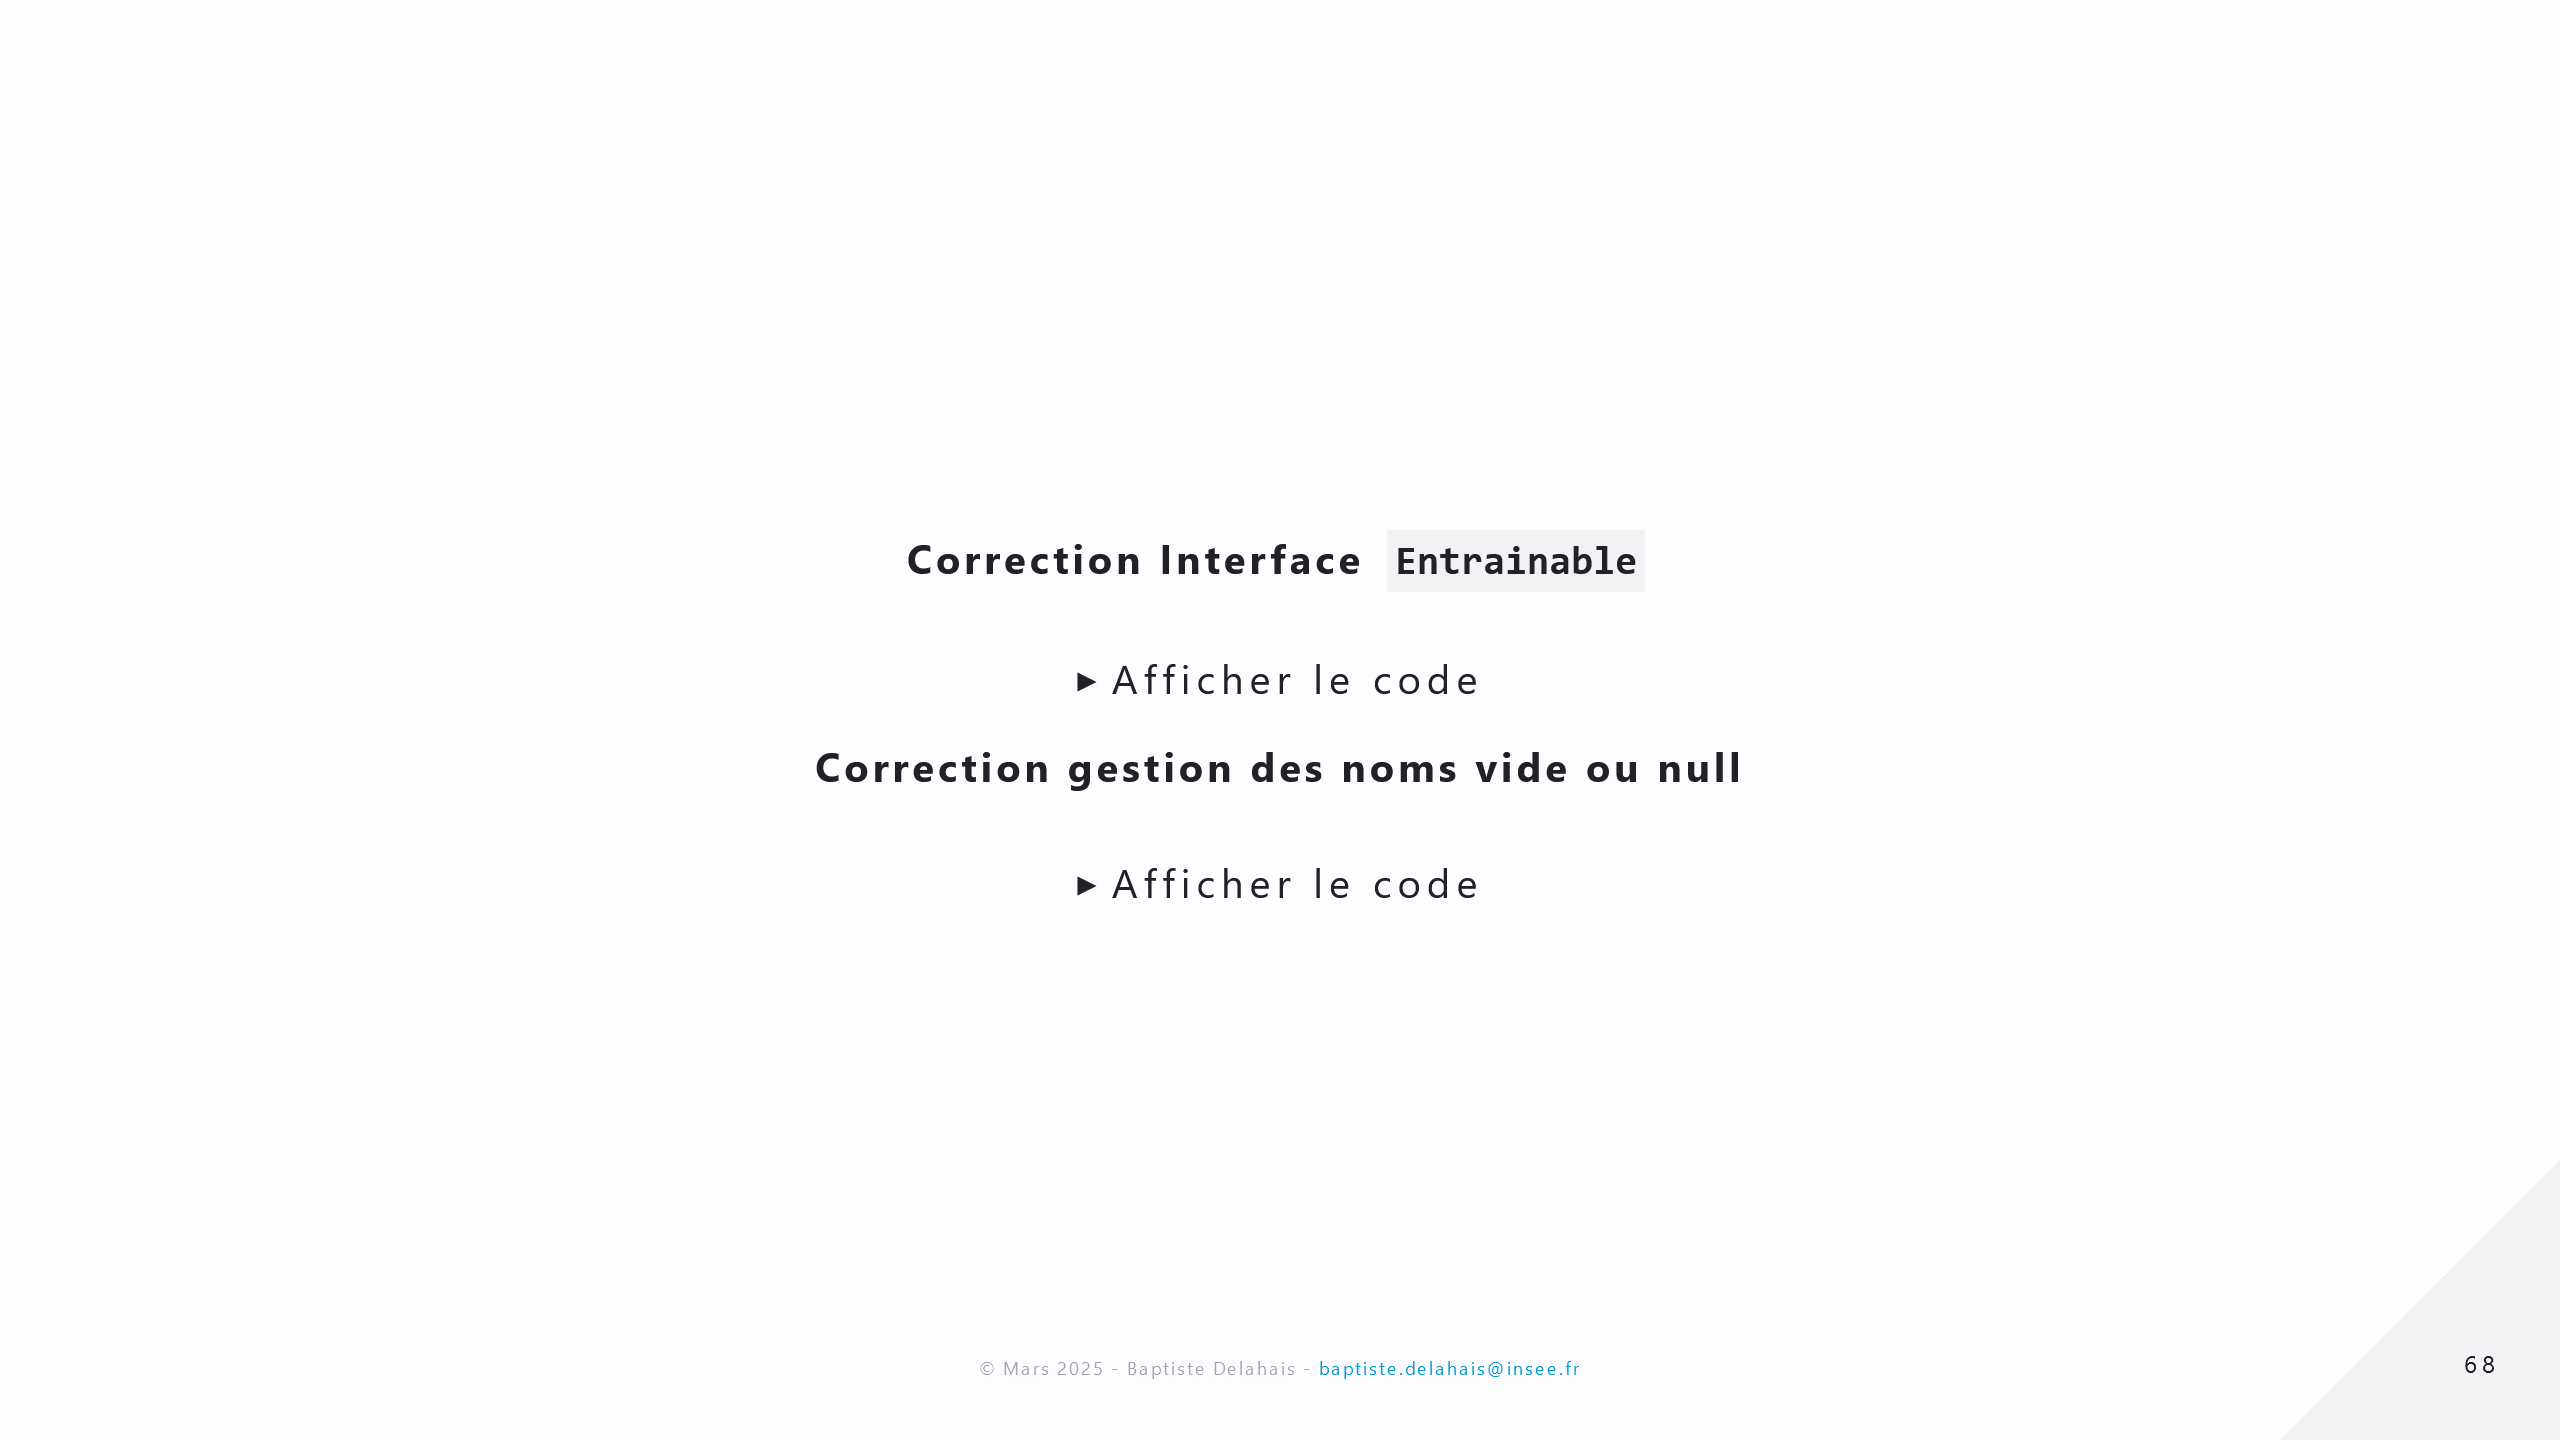 Correction Interface Entrainable
▶ Afficher le code
Correction gestion des noms vide ou null
▶ Afficher le code
© Mars 2025 - Baptiste Delahais - baptiste.delahais@insee.fr
68